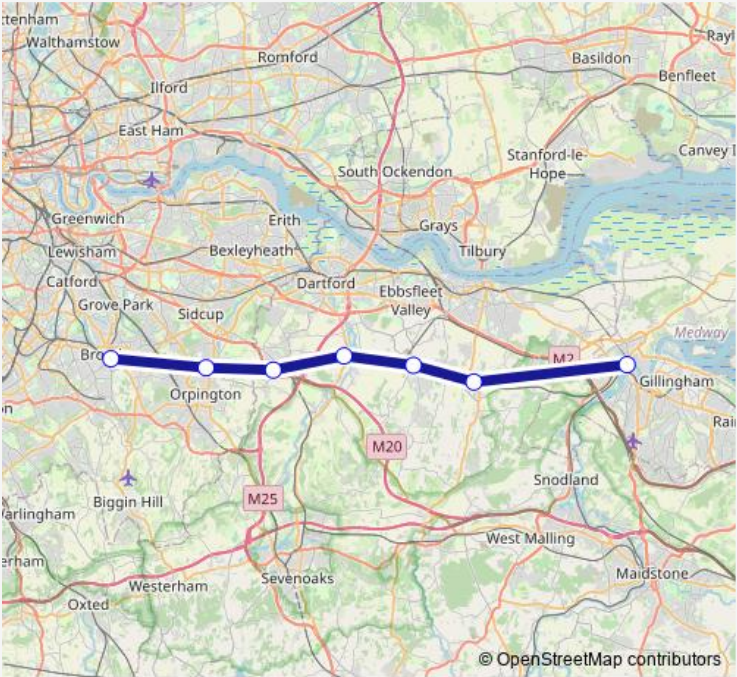 ttenham
Walthamstow
Romford
Rayl
Basildon
Benfleet
Ilford
East Ham
Canvey I
Stanford-le-
Hope
South Ockendon
Greenwich
Erith
Grays
Tilbury
Lewisham
Bexleyheath
Catford
Dartford
Ebbsfleet
Valley
Grove Park
Sidcup
Medway
Bro
M2
Gillingham
Orpington
on
Rai
M20
Snodland
M25
Biggin Hill
Warlingham
West Malling
erham
Sevenoaks
Maidstone
Westerham
Oxted
© OpenStreetMap contributors